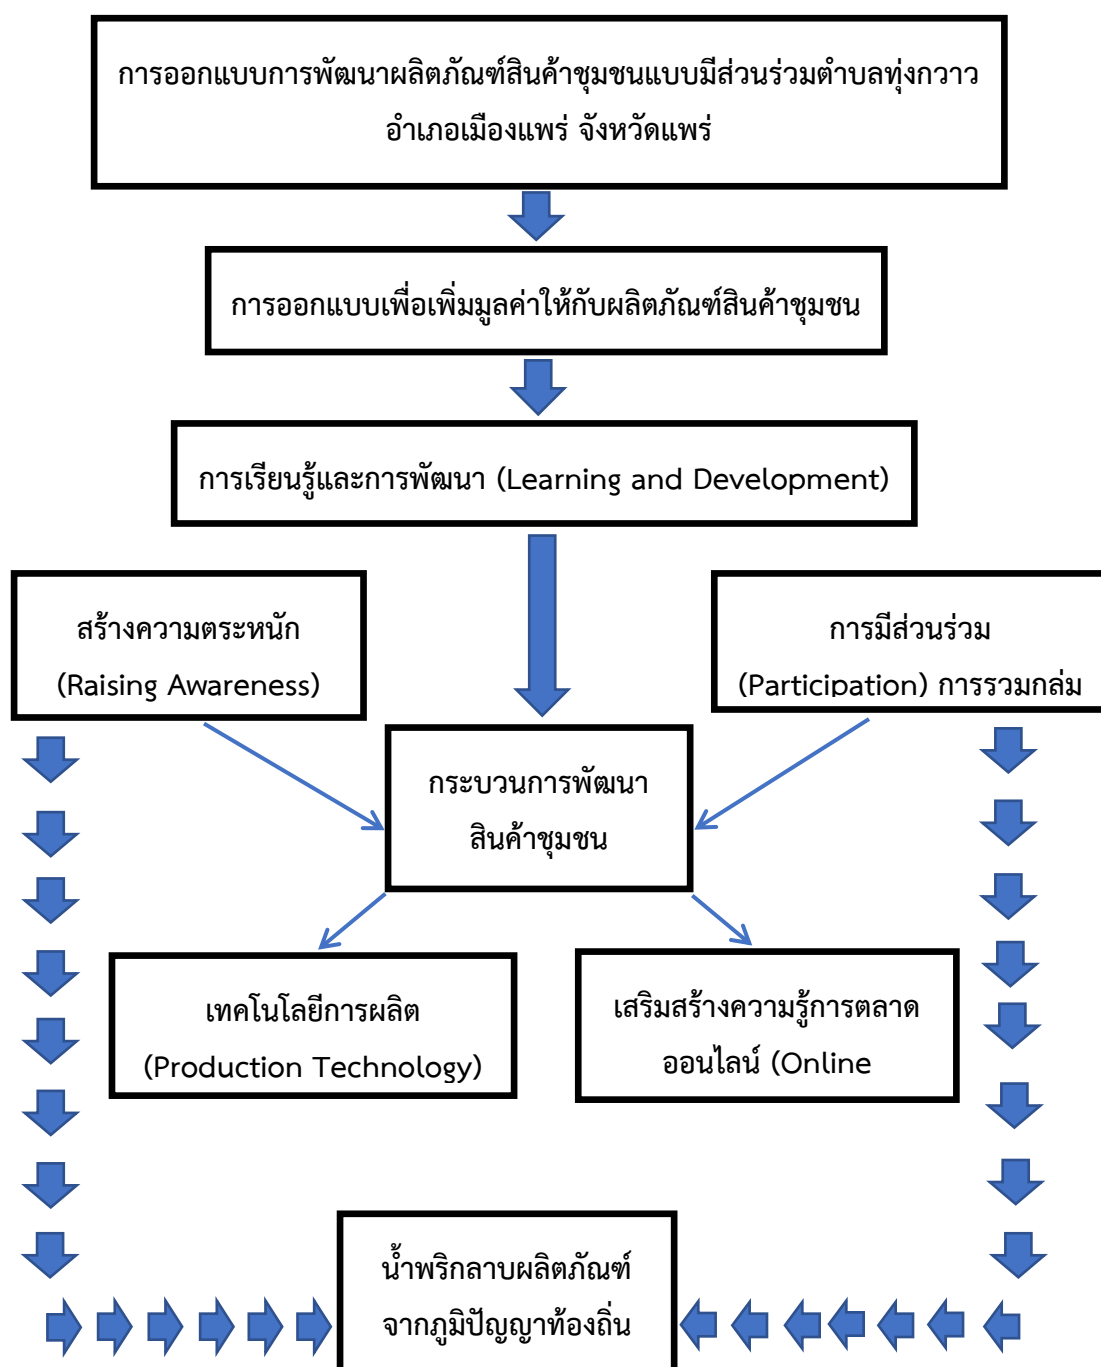 การออกแบบการพัฒนาผลิตภัณฑ์สินค้าชุมชนแบบมีส่วนร่วมตำบลทุ่งกวาว
อำเภอเมืองแพร่ จังหวัดแพร่
การออกแบบเพื่อเพิ่มมูลค่าให้กับผลิตภัณฑ์สินค้าชุมชน
การเรียนรู้และการพัฒนา (Learning and Development)
สร้างความตระหนัก
(Raising Awareness)
การมีส่วนร่วม
(Participation) การรวมกลุ่ม
กระบวนการพัฒนา
สินค้าชุมชน
เทคโนโลยีการผลิต
(Production Technology)
เสริมสร้างความรู้การตลาด
ออนไลน์ (Online
น้ำพริกลาบผลิตภัณฑ์
จากภูมิปัญญาท้องถิ่น